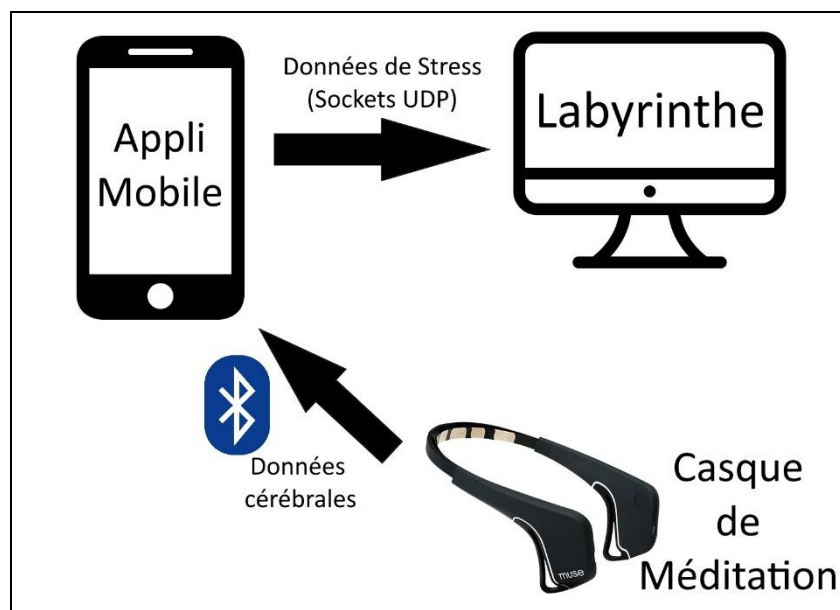 Données de Stress
(Sockets UDP)
Appli
Mobile
Labyrinthe
Données
cérébrales
muse
Casque
de
Méditation